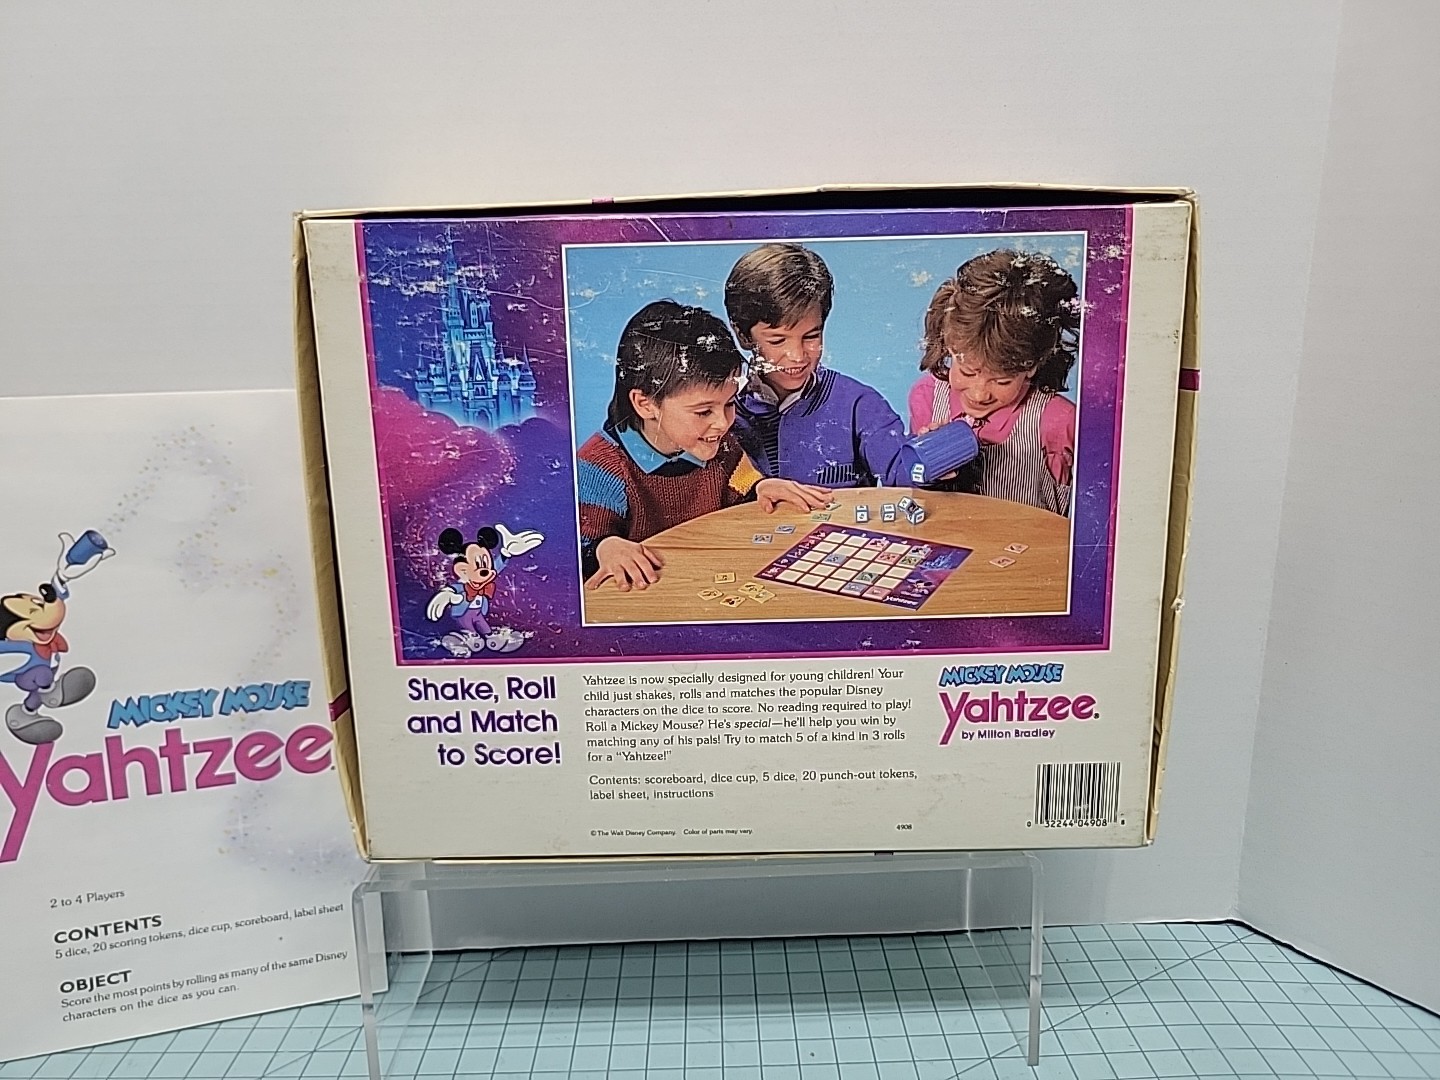 Shake, Roll
and Match
to Score!
Yahtzee is now specially designed for young children! Your
child just shakes, rolls and matches the popular Disney
characters on the dice to score. No reading required to play!
Roll a Mickey Mouse? He's special—he'll help you win by
matching any of his pals! Try to match 5 of a kind in 3 rolls
for a "Yahtzee!"
Contents: scoreboard, dice cup, 5 dice, 20 punch-out tokens,
label sheet, instructions
© The Walt Disney Company. Color of parts may vary.
4908
MICKEY MOUSE
Yahtzee®
by Milton Bradley
0 32244 04908 8
Yahtzee
MICKEY MOUSE
Yahtzee
2 to 4 Players
CONTENTS
5 dice, 20 scoring tokens, dice cup, scoreboard, label sheet
OBJECT
Score the most points by rolling as many of the same Disney
characters on the dice as you can.